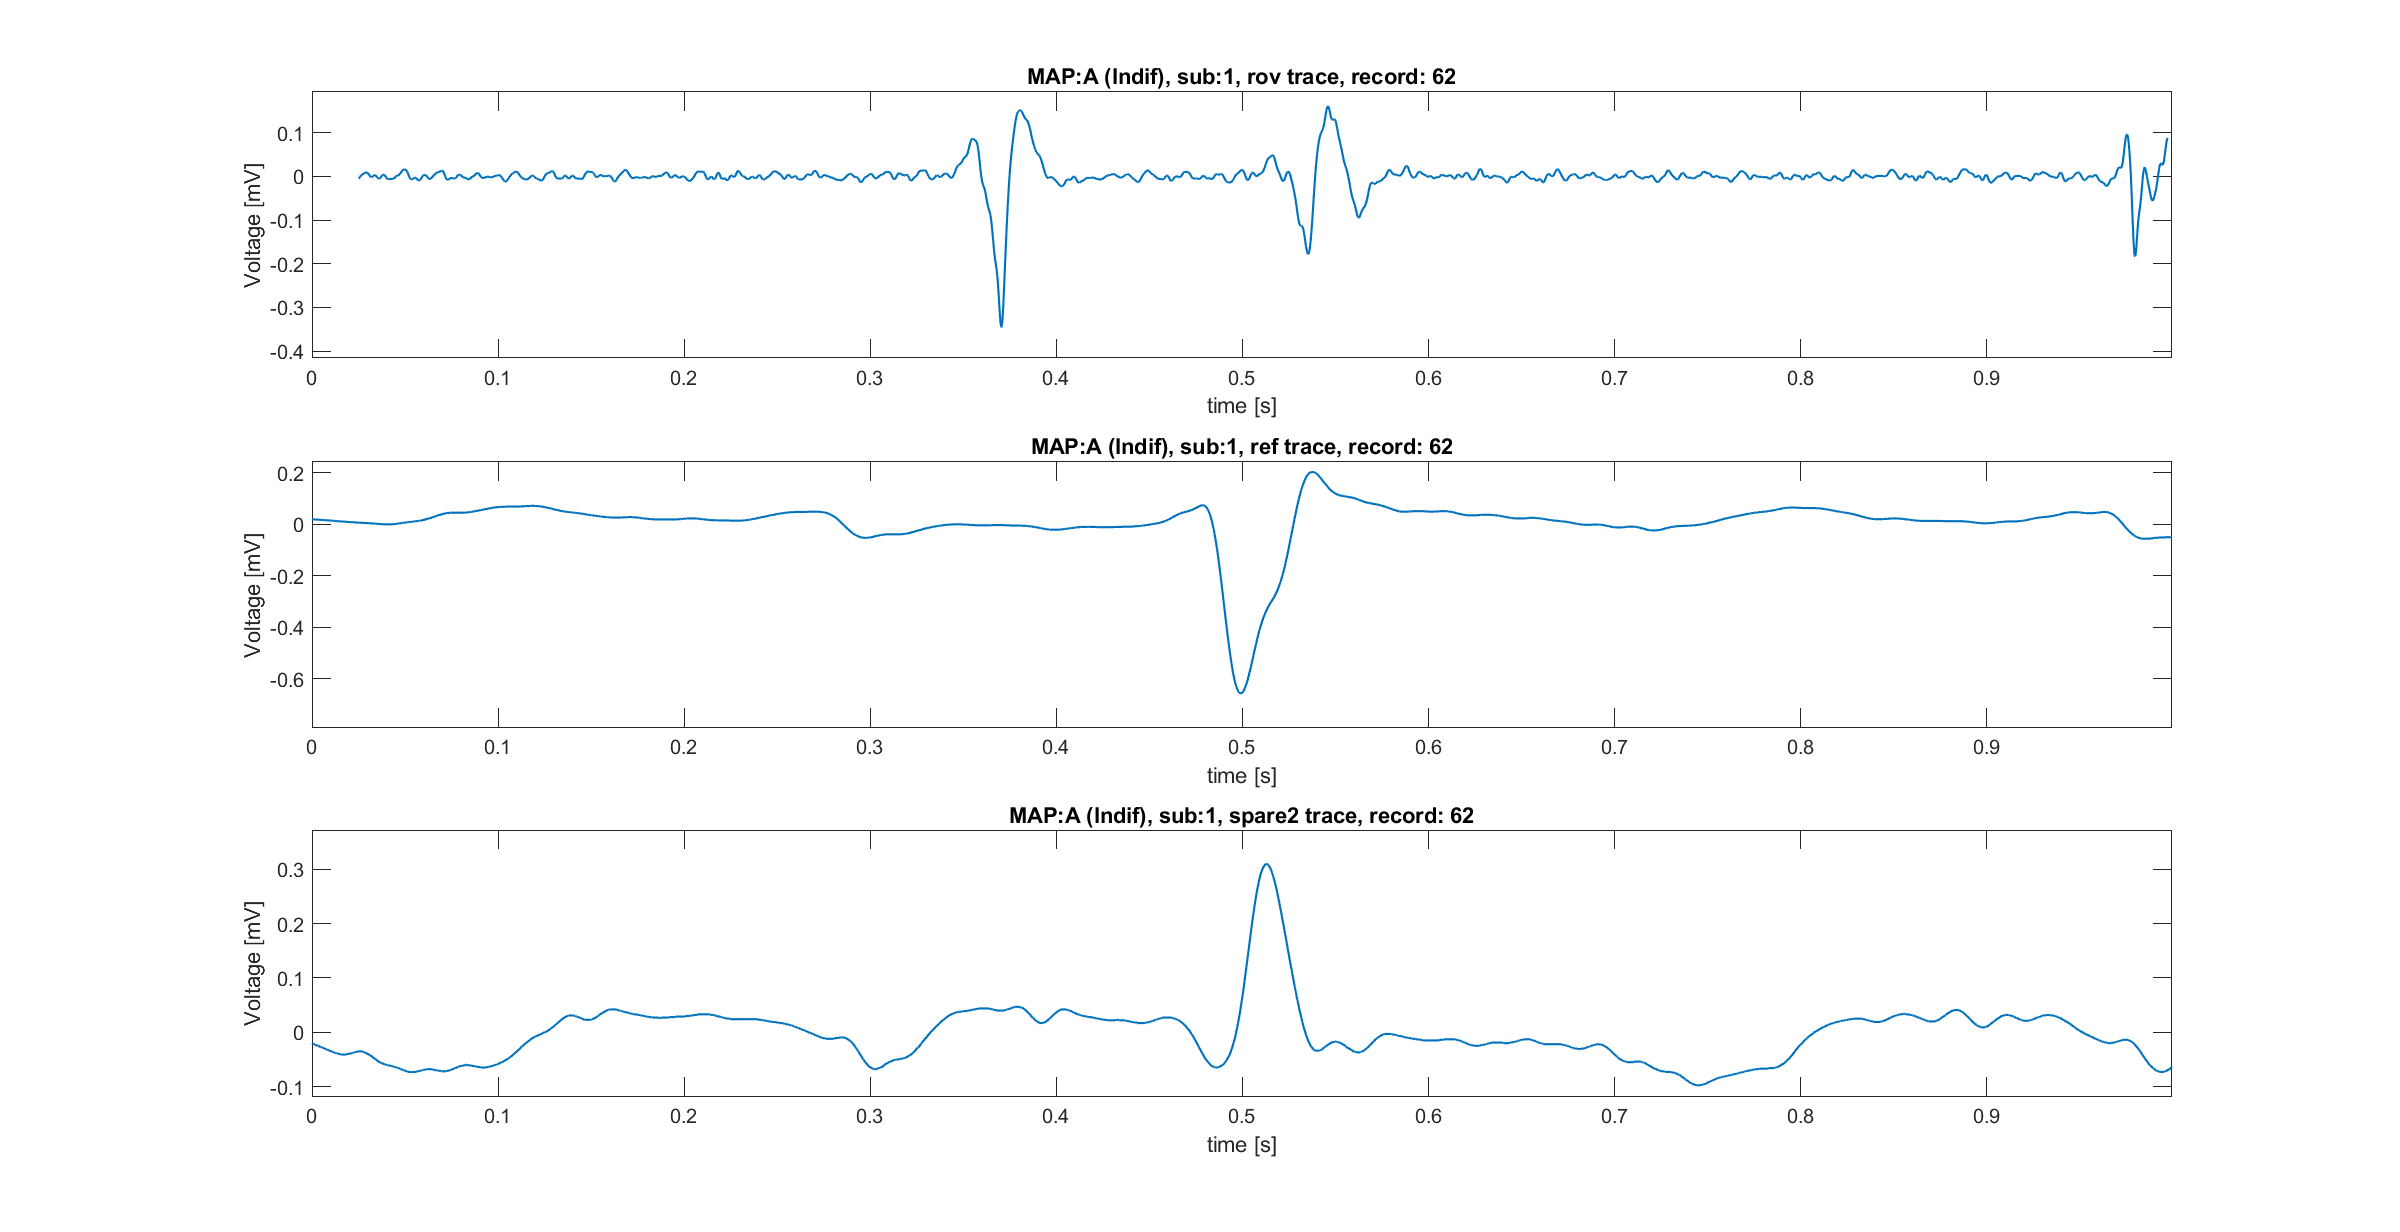 MAP:A (Indif), sub:1, rov trace, record: 62
Voltage [mV]
0.1
0
-0.1
-0.2
-0.3
-0.4
0 0.1 0.2 0.3 0.4 0.5 0.6 0.7 0.8 0.9
time [s]
MAP:A (Indif), sub:1, ref trace, record: 62
Voltage [mV]
0.2
0
-0.2
-0.4
-0.6
0 0.1 0.2 0.3 0.4 0.5 0.6 0.7 0.8 0.9
time [s]
MAP:A (Indif), sub:1, spare2 trace, record: 62
Voltage [mV]
0.3
0.2
0.1
0
-0.1
0 0.1 0.2 0.3 0.4 0.5 0.6 0.7 0.8 0.9
time [s]